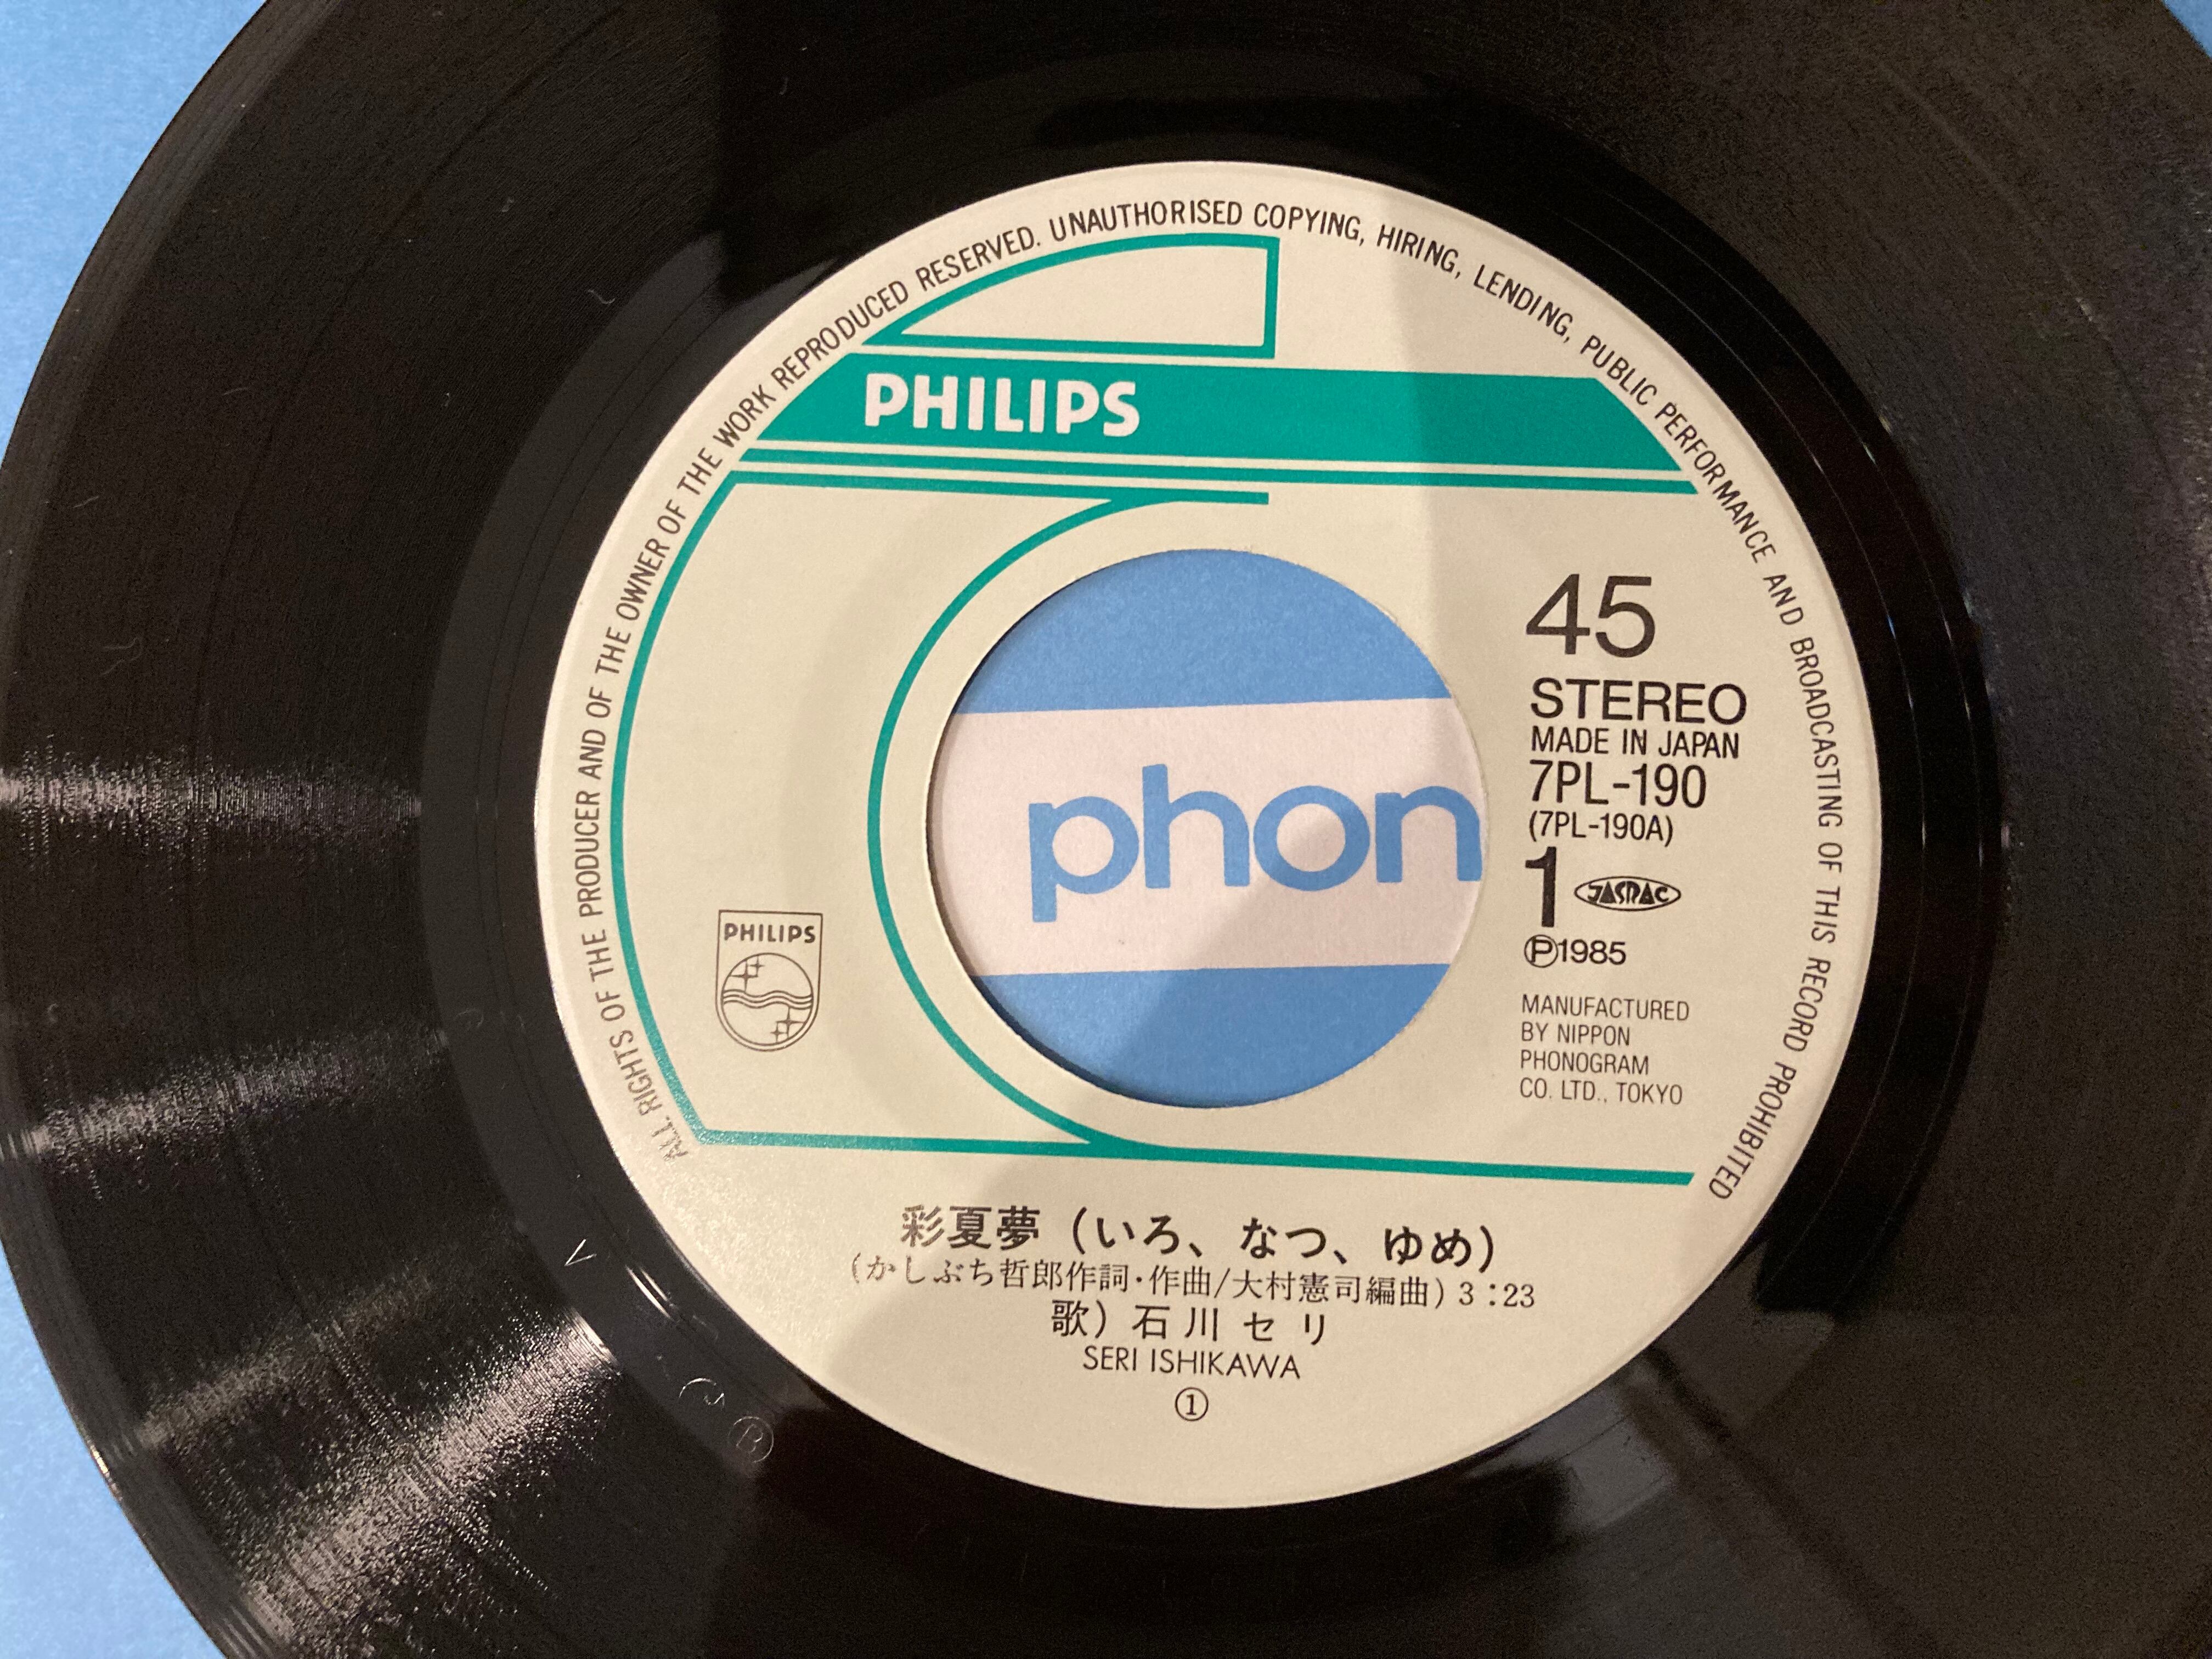 ALL RIGHTS OF THE PRODUCER AND OF THE OWNER OF THE WORK REPRODUCED RESERVED. UNAUTHORISED COPYING, HIRING, LENDING, PUBLIC PERFORMANCE AND BROADCASTING OF THIS RECORD PROHIBITED
PHILIPS
45
STEREO
MADE IN JAPAN
7PL-190
(7PL-190A)
1 JASRAC
Ⓟ1985
MANUFACTURED
BY NIPPON
PHONOGRAM
CO. LTD., TOKYO
phon
PHILIPS
彩夏夢（いろ、なつ、ゆめ）
（かしぶち哲郎作詞・作曲/大村憲司編曲）3:23
歌）石川セリ
SERI ISHIKAWA
①